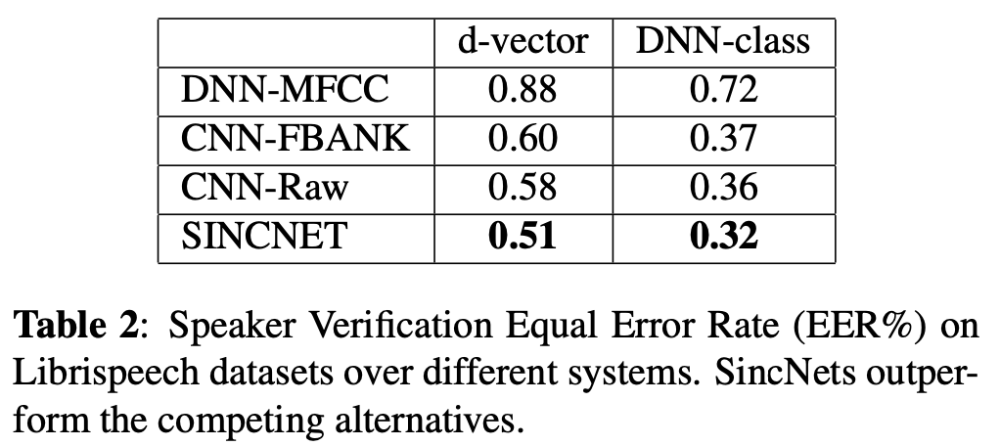 d-vector DNN-class
DNN-MFCC 0.88 0.72
CNN-FBANK 0.60 0.37
CNN-Raw 0.58 0.36
SINCNET 0.51 0.32
Table 2: Speaker Verification Equal Error Rate (EER%) on
Librispeech datasets over different systems. SincNets outper-
form the competing alternatives.